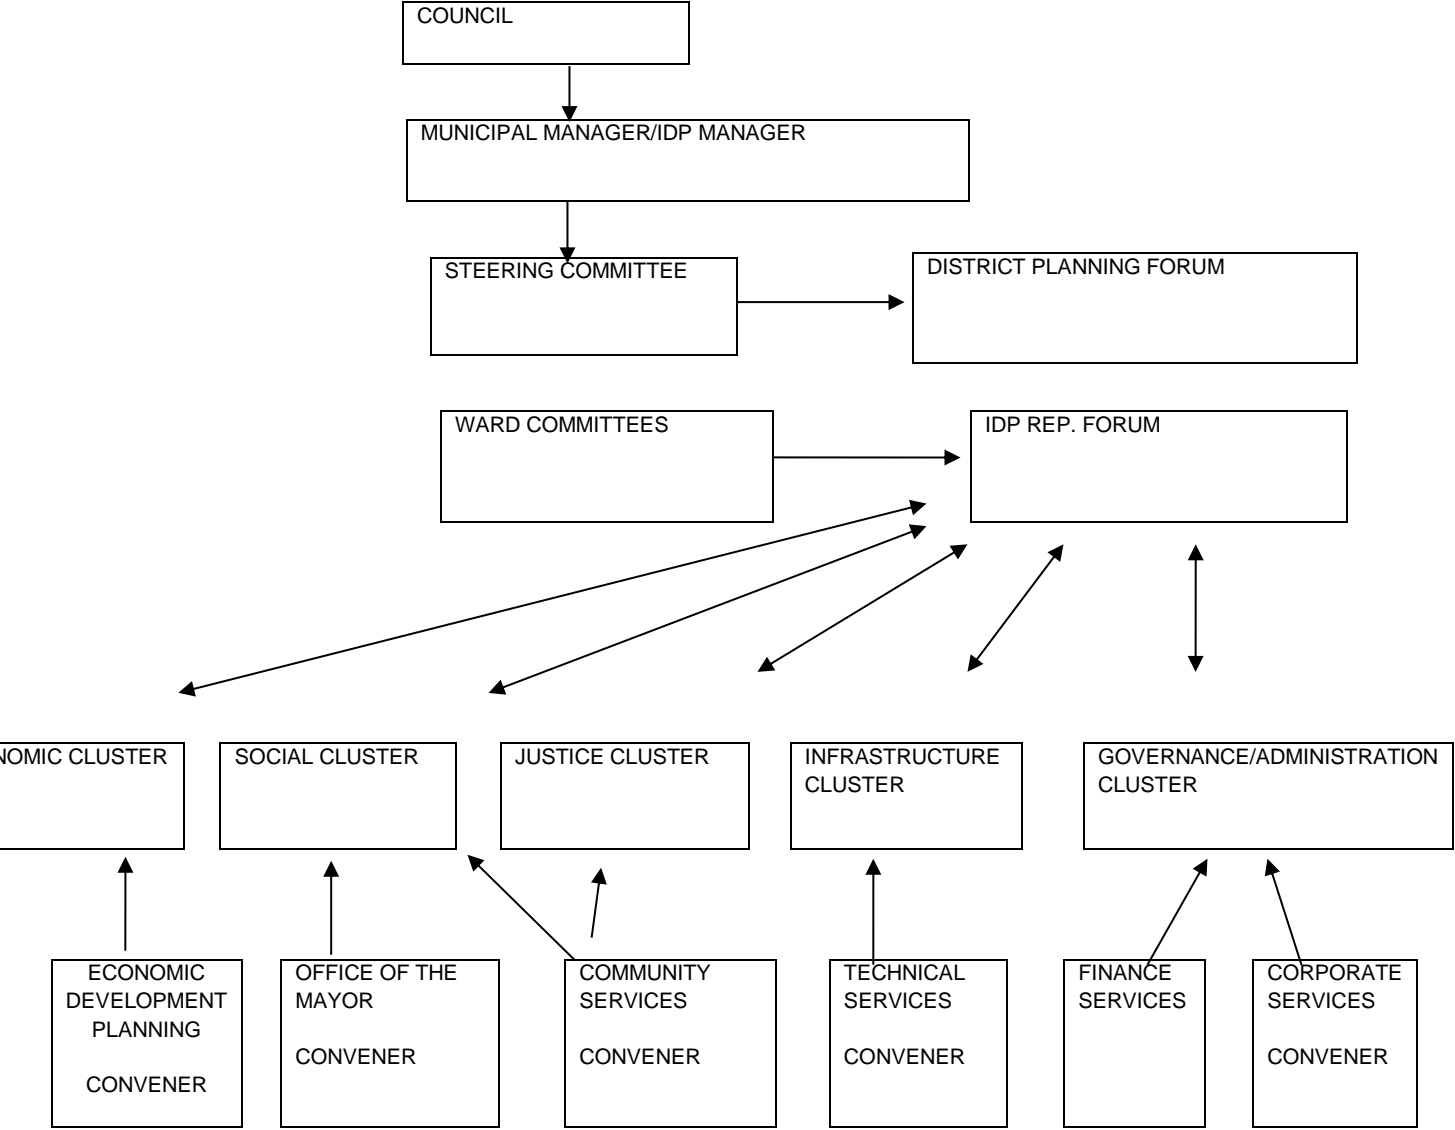 COUNCIL
MUNICIPAL MANAGER/IDP MANAGER
STEERING COMMITTEE
DISTRICT PLANNING FORUM
WARD COMMITTEES
IDP REP. FORUM
CLUSTER
SOCIAL CLUSTER
JUSTICE CLUSTER
INFRASTRUCTURE
CLUSTER
GOVERNANCE/ADMINISTRATION
CLUSTER
ECONOMIC
DEVELOPMENT
PLANNING
CONVENER
OFFICE OF THE
MAYOR
CONVENER
COMMUNITY
SERVICES
CONVENER
TECHNICAL
SERVICES
CONVENER
FINANCE
SERVICES
CORPORATE
SERVICES
CONVENER